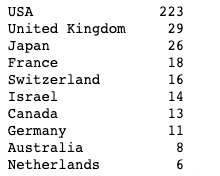 USA 223
United Kingdom 29
Japan 26
France 18
Switzerland 16
Israel 14
Canada 13
Germany 11
Australia 8
Netherlands 6